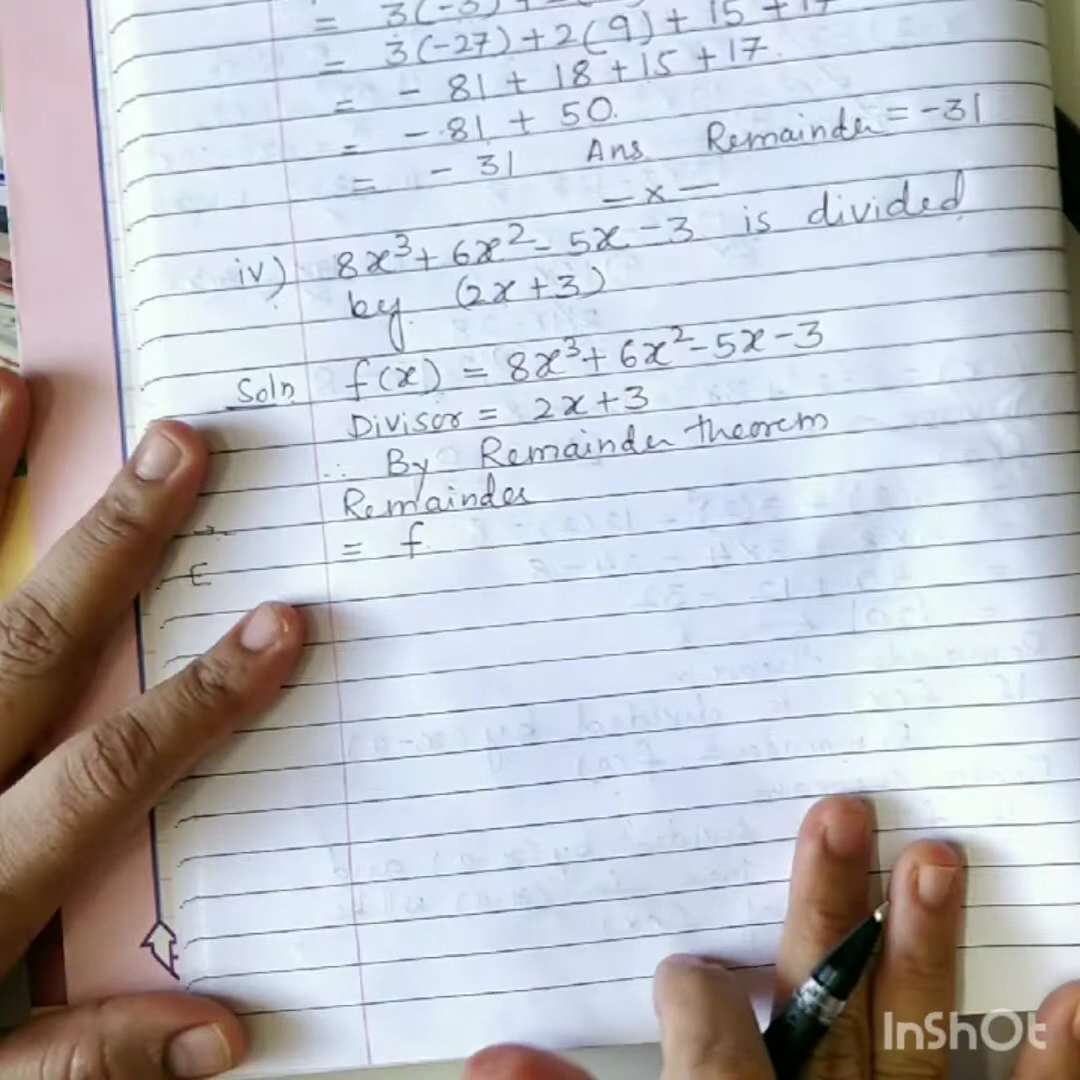 = 3(-3)
= 3(-27) + 2(9) + 15 + 17
= - 81 + 18 + 15 + 17.
= - 81 + 50.
= - 31 Ans Remainder = -31
— x —
iv) 8x³ + 6x² - 5x - 3 is divided
by (2x + 3)
Soln f(x) = 8x³ + 6x² - 5x - 3
Divisor = 2x + 3
∴ By Remainder theorem
Remainder
= f
InShOt